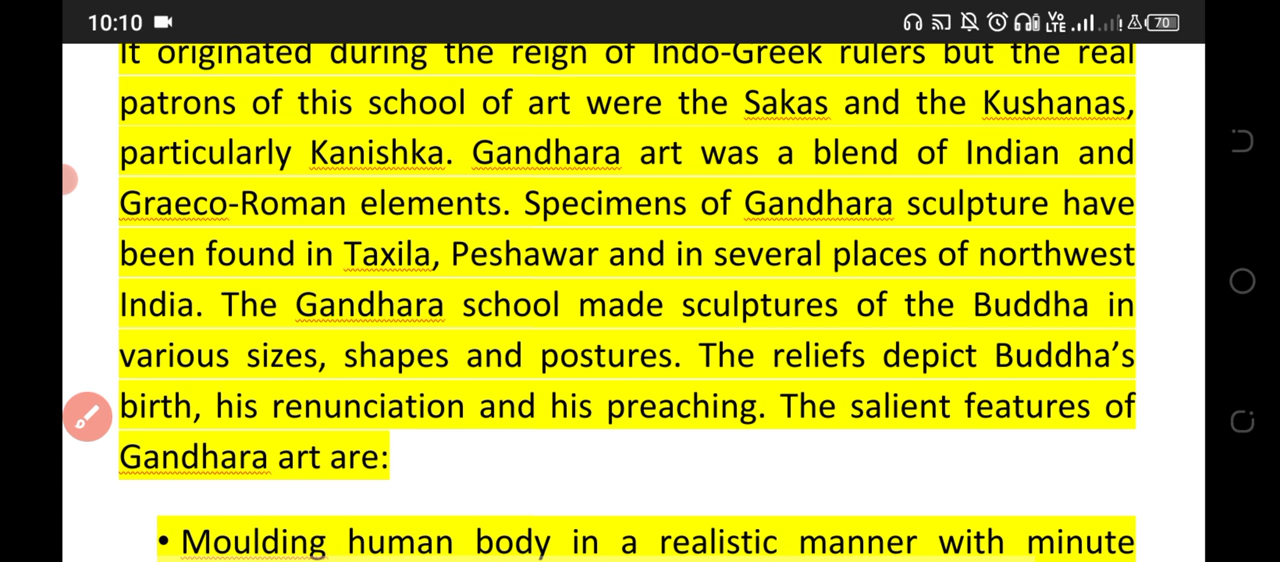 10:10
Vo
LTE
70
It originated during the reign of Indo-Greek rulers but the real
patrons of this school of art were the Sakas and the Kushanas,
particularly Kanishka. Gandhara art was a blend of Indian and
Graeco-Roman elements. Specimens of Gandhara sculpture have
been found in Taxila, Peshawar and in several places of northwest
India. The Gandhara school made sculptures of the Buddha in
various sizes, shapes and postures. The reliefs depict Buddha’s
birth, his renunciation and his preaching. The salient features of
Gandhara art are:
• Moulding human body in a realistic manner with minute